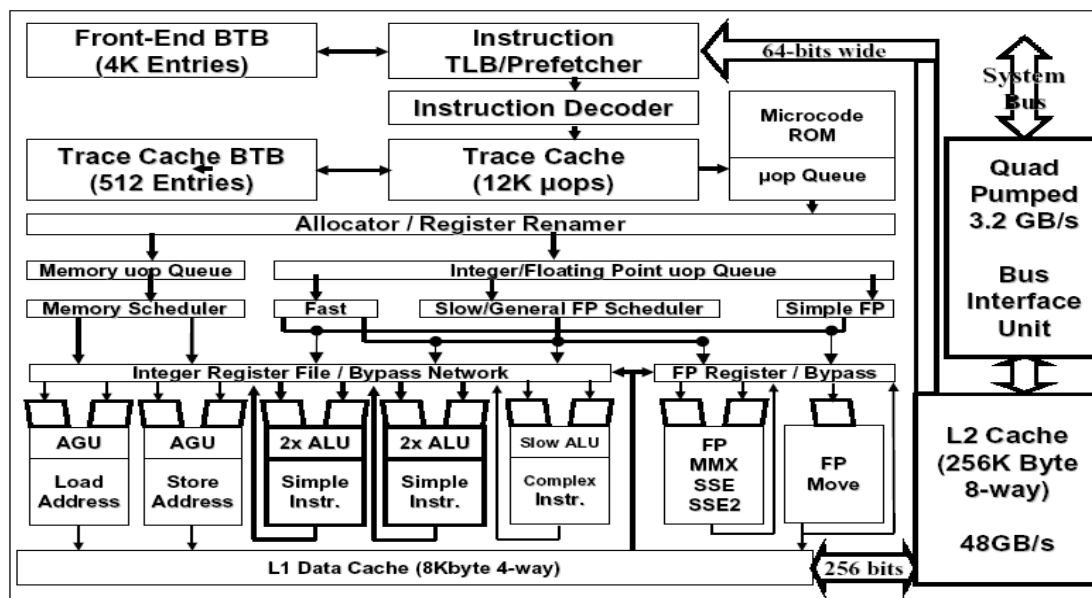 Front-End BTB
(4K Entries)
Instruction
TLB/Prefetcher
64-bits wide
System
Bus
Instruction Decoder
Microcode
ROM
Trace Cache BTB
(512 Entries)
Trace Cache
(12K µops)
µop Queue
Quad
Pumped
3.2 GB/s
Bus
Interface
Unit
Allocator / Register Renamer
Memory uop Queue
Integer/Floating Point uop Queue
Memory Scheduler
Fast
Slow/General FP Scheduler
Simple FP
Integer Register File / Bypass Network
FP Register / Bypass
AGU
Load
Address
AGU
Store
Address
2x ALU
Simple
Instr.
2x ALU
Simple
Instr.
Slow ALU
Complex
Instr.
FP
MMX
SSE
SSE2
FP
Move
L2 Cache
(256K Byte
8-way)
48GB/s
L1 Data Cache (8Kbyte 4-way)
256 bits